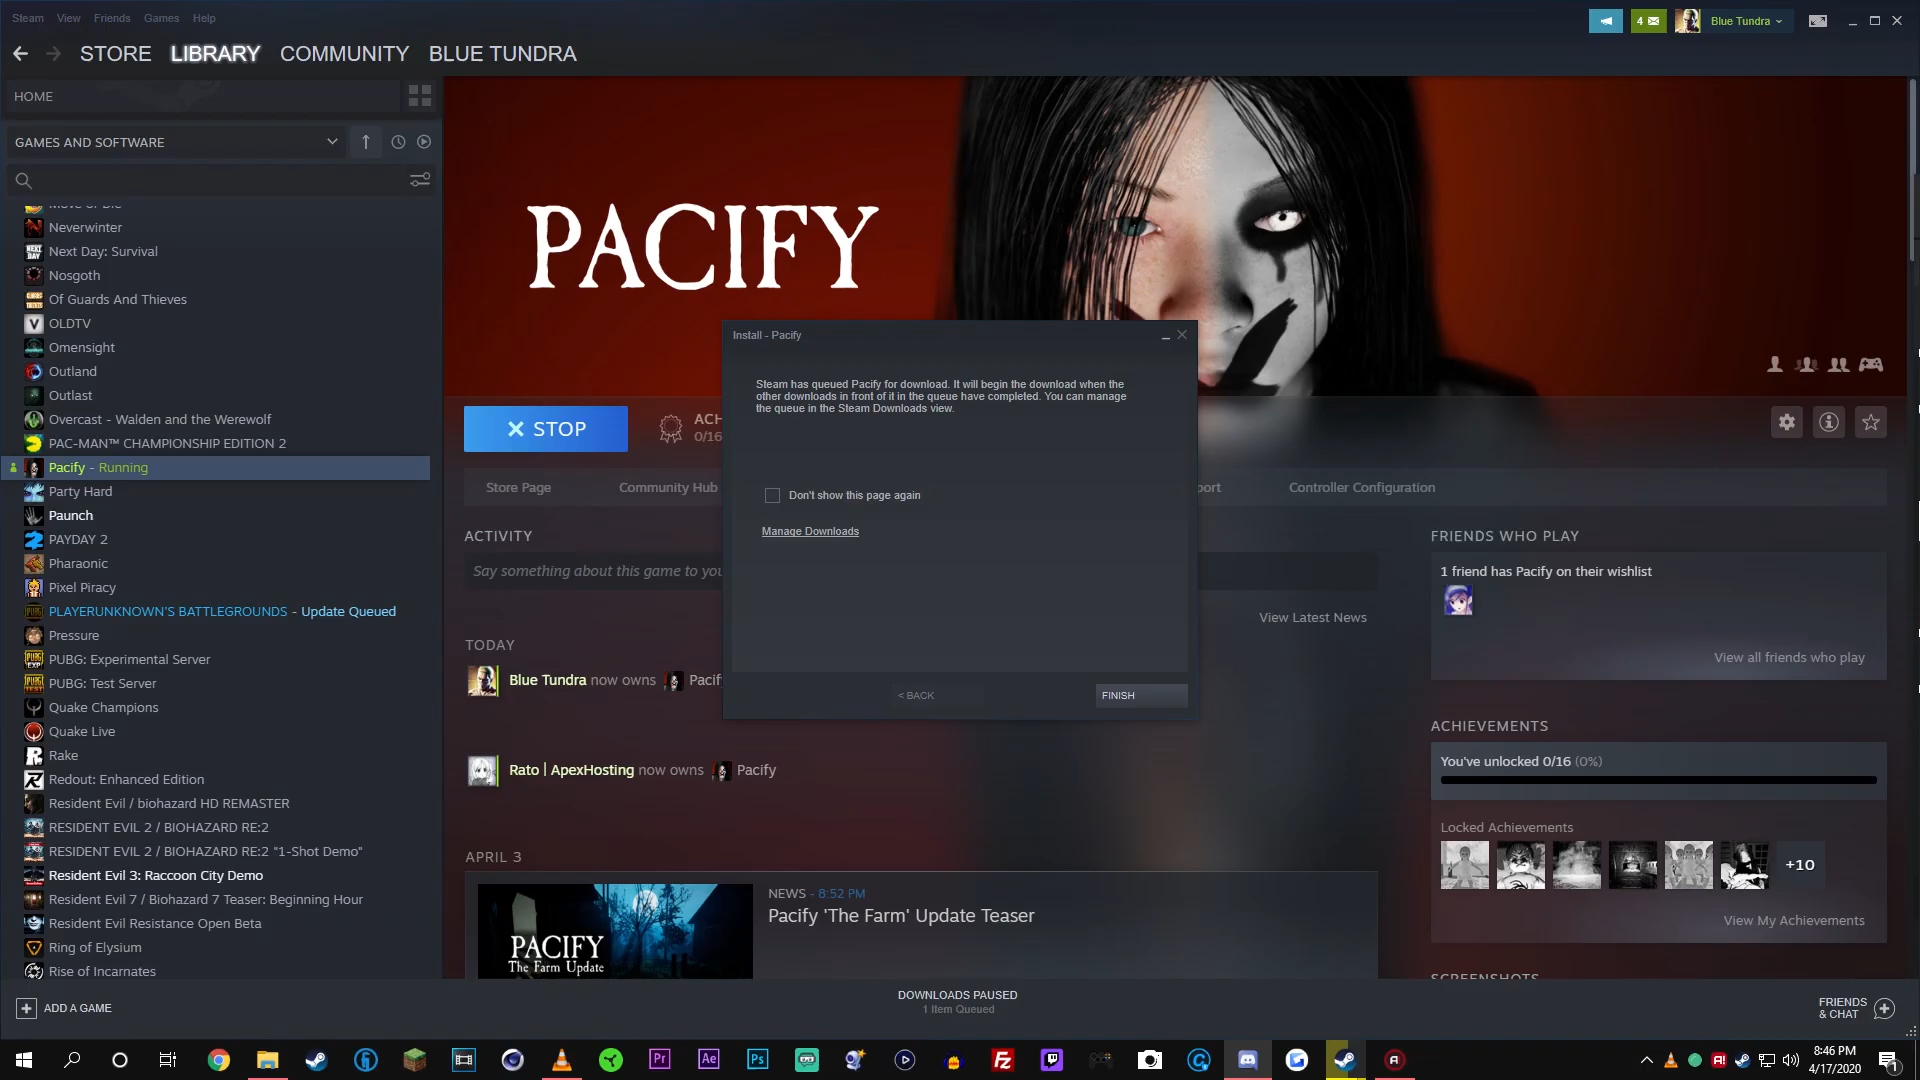 Steam View Friends Games Help
4
Blue Tundra
STORE LIBRARY COMMUNITY BLUE TUNDRA
HOME
GAMES AND SOFTWARE
Move or Die
Neverwinter
Next Day: Survival
Nosgoth
Of Guards And Thieves
OLDTV
Omensight
Outland
Outlast
Overcast - Walden and the Werewolf
PAC-MAN™ CHAMPIONSHIP EDITION 2
Pacify - Running
Party Hard
Paunch
PAYDAY 2
Pharaonic
Pixel Piracy
PLAYERUNKNOWN'S BATTLEGROUNDS - Update Queued
Pressure
PUBG: Experimental Server
PUBG: Test Server
Quake Champions
Quake Live
Rake
Redout: Enhanced Edition
Resident Evil / biohazard HD REMASTER
RESIDENT EVIL 2 / BIOHAZARD RE:2
RESIDENT EVIL 2 / BIOHAZARD RE:2 "1-Shot Demo"
Resident Evil 3: Raccoon City Demo
Resident Evil 7 / Biohazard 7 Teaser: Beginning Hour
Resident Evil Resistance Open Beta
Ring of Elysium
Rise of Incarnates
ADD A GAME
PACIFY
STOP
ACH
0/16
Store Page Community Hub port Controller Configuration
Install - Pacify
Steam has queued Pacify for download. It will begin the download when the
other downloads in front of it in the queue have completed. You can manage
the queue in the Steam Downloads view.
Don't show this page again
Manage Downloads
< BACK FINISH
ACTIVITY
Say something about this game to you
View Latest News
TODAY
Blue Tundra now owns Pacif
Rato | ApexHosting now owns Pacify
APRIL 3
PACIFY
The Farm Update
NEWS - 8:52 PM
Pacify 'The Farm' Update Teaser
FRIENDS WHO PLAY
1 friend has Pacify on their wishlist
View all friends who play
ACHIEVEMENTS
You've unlocked 0/16 (0%)
Locked Achievements
+10
View My Achievements
SCREENSHOTS
DOWNLOADS PAUSED
1 Item Queued
FRIENDS
& CHAT
Pr Ae Ps
FZ
8:46 PM
4/17/2020
1